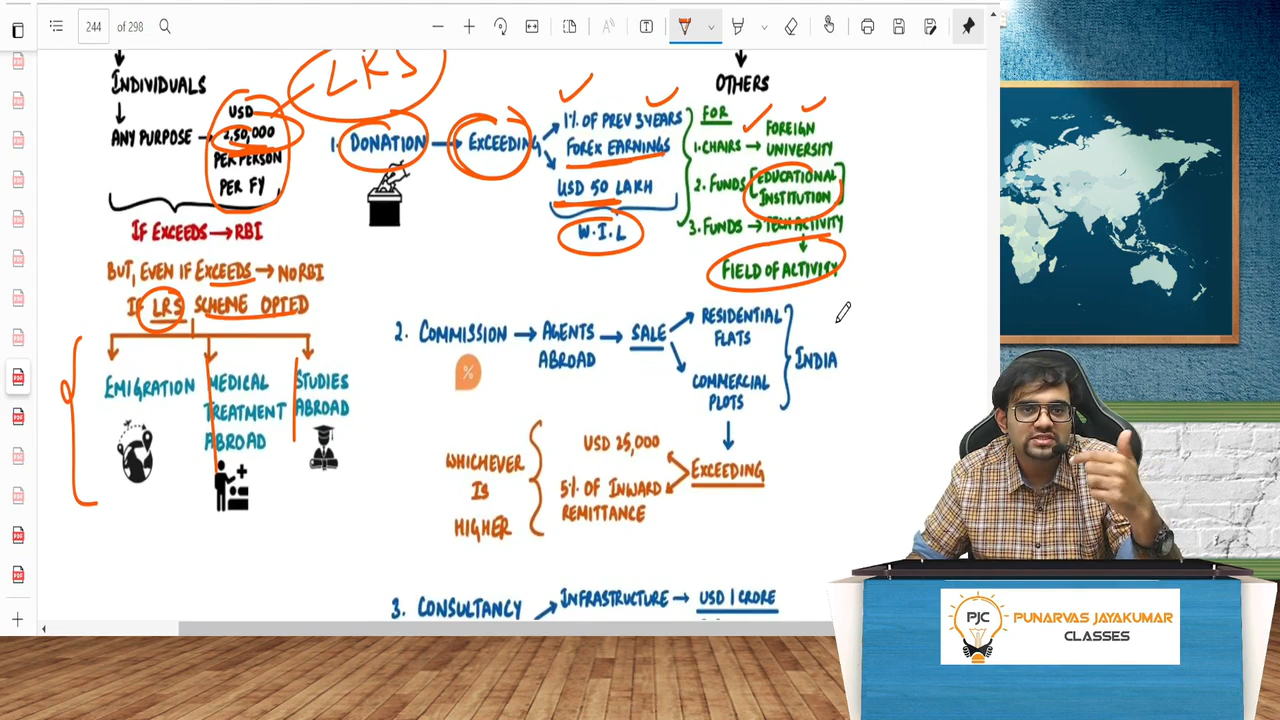 244 of 298
LRS
INDIVIDUALS
ANY PURPOSE
USD
2,50,000
PER PERSON
PER FY
IF EXCEEDS → RBI
BUT, EVEN IF EXCEEDS → NO RBI
IF LRS SCHEME OPTED
EMIGRATION
MEDICAL
TREATMENT
ABROAD
STUDIES
ABROAD
OTHERS
1. DONATION → EXCEEDING
1% OF PREV 3 YEARS
FOREX EARNINGS
USD 50 LAKH
W.I.L
FOR
1. CHAIRS → FOREIGN
UNIVERSITY
2. FUNDS [EDUCATIONAL
INSTITUTION]
3. FUNDS → TECH ACTIVITY
FIELD OF ACTIVITY
2. COMMISSION → AGENTS
ABROAD → SALE
RESIDENTIAL
FLATS
COMMERCIAL
PLOTS
INDIA
%
EXCEEDING
USD 25,000
5% OF INWARD
REMITTANCE
WHICHEVER
IS
HIGHER
3. CONSULTANCY
INFRASTRUCTURE → USD 1 CRORE
PJC
PUNARVAS JAYAKUMAR
CLASSES